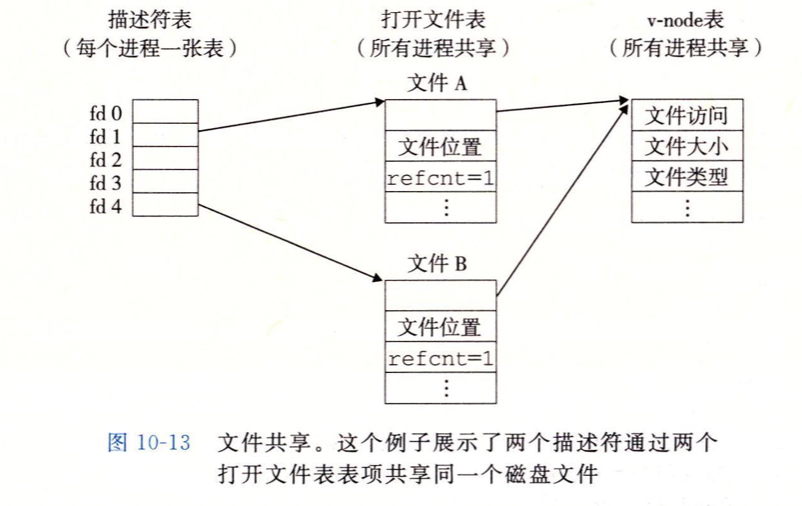 描述符表
(每个进程一张表)
打开文件表
(所有进程共享)
v-node表
(所有进程共享)
fd 0
fd 1
fd 2
fd 3
fd 4
文件 A
文件位置
refcnt=1
⋮
文件 B
文件位置
refcnt=1
⋮
文件访问
文件大小
文件类型
⋮
图 10-13 文件共享。这个例子展示了两个描述符通过两个
打开文件表表项共享同一个磁盘文件